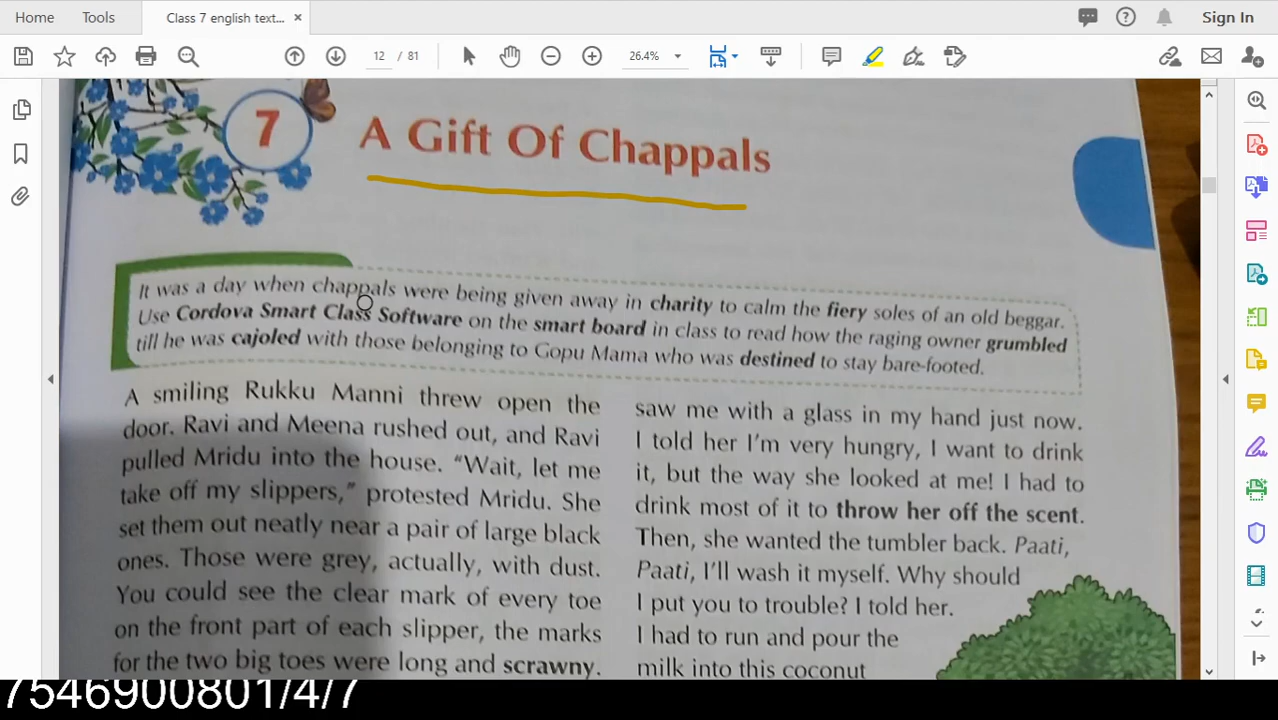 Home
Tools
Class 7 english text... ×
Sign In
12 / 81
26.4%
7
A Gift Of Chappals
It was a day when chappals were being given away in charity to calm the fiery soles of an old beggar.
Use Cordova Smart Class Software on the smart board in class to read how the raging owner grumbled
till he was cajoled with those belonging to Gopu Mama who was destined to stay bare-footed.
A smiling Rukku Manni threw open the
door. Ravi and Meena rushed out, and Ravi
pulled Mridu into the house. “Wait, let me
take off my slippers,” protested Mridu. She
set them out neatly near a pair of large black
ones. Those were grey, actually, with dust.
You could see the clear mark of every toe
on the front part of each slipper, the marks
for the two big toes were long and scrawny.
saw me with a glass in my hand just now.
I told her I’m very hungry, I want to drink
it, but the way she looked at me! I had to
drink most of it to throw her off the scent.
Then, she wanted the tumbler back. Paati,
Paati, I’ll wash it myself. Why should
I put you to trouble? I told her.
I had to run and pour the
milk into this coconut
7546900801/4/7